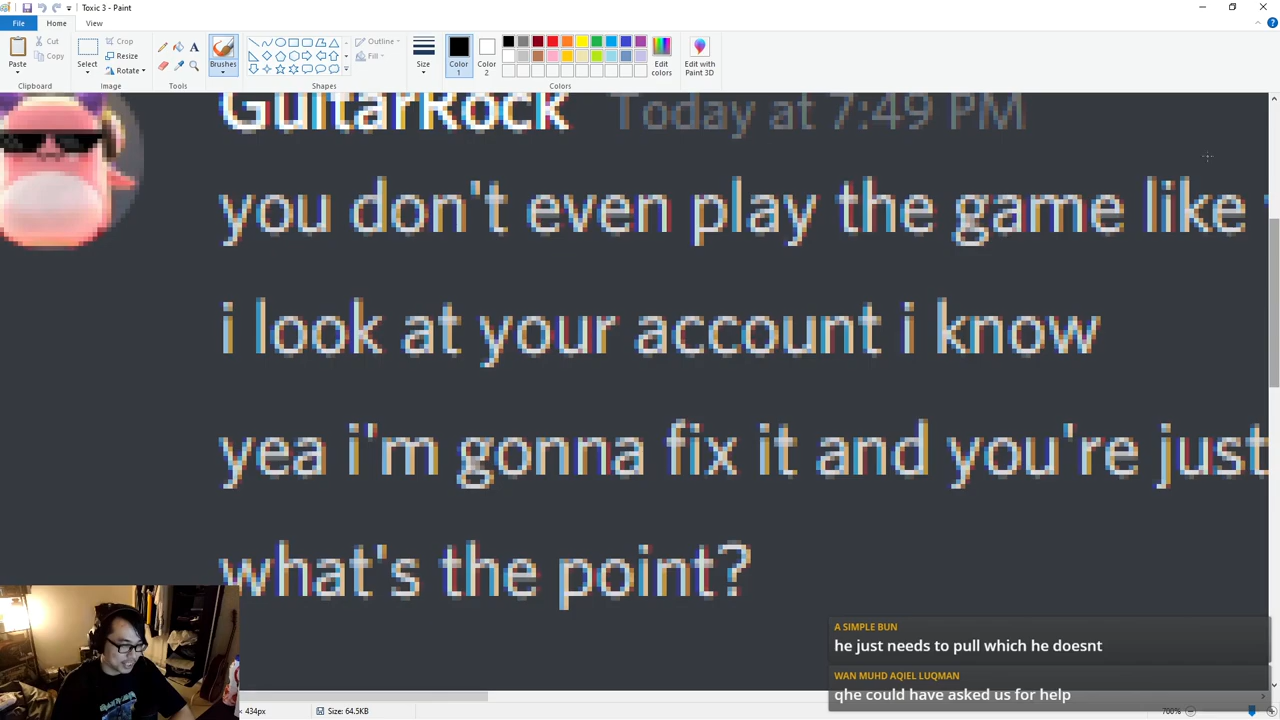 Toxic 3 - Paint
File
Home
View
Paste
Cut
Copy
Clipboard
Select
Crop
Resize
Rotate
Image
Tools
Brushes
Outline
Fill
Shapes
Size
Color 1
Color 2
Edit colors
Colors
Edit with Paint 3D
GuitarRock Today at 7:49 PM
you don't even play the game like
i look at your account i know
yea i'm gonna fix it and you're just
what's the point?
A SIMPLE BUN
he just needs to pull which he doesnt
WAN MUHD AQIEL LUQMAN
qhe could have asked us for help
× 434px
Size: 64.5KB
700%